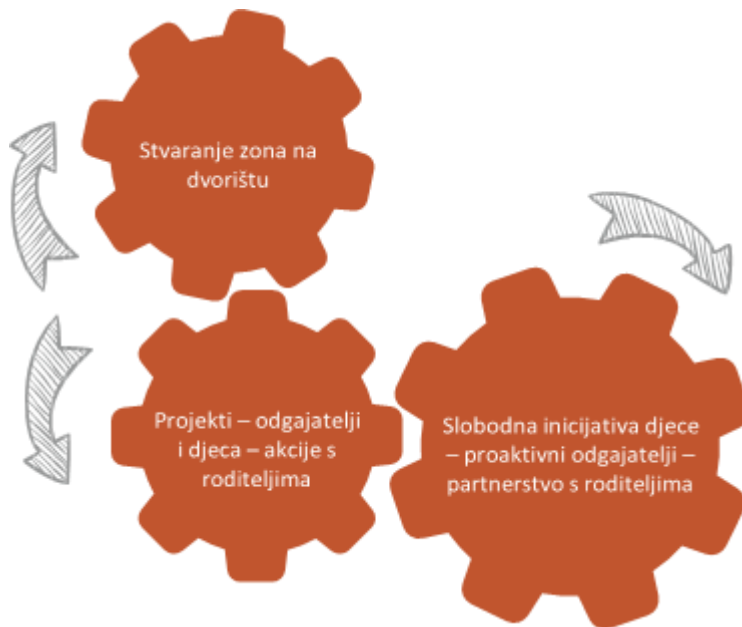 Stvaranje zona na
dvorištu
Projekti – odgajatelji
i djeca – akcije s
roditeljima
Slobodna inicijativa djece
– proaktivni odgajatelji –
partnerstvo s roditeljima